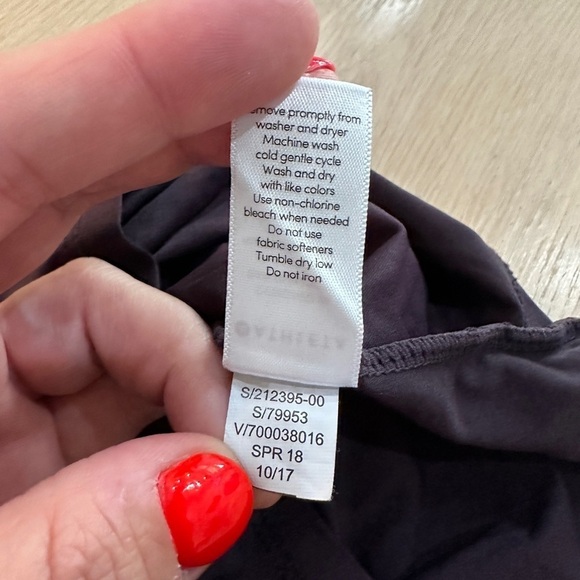 move promptly from
washer and dryer
Machine wash
cold gentle cycle
Wash and dry
with like colors
Use non-chlorine
bleach when needed
Do not use
fabric softeners
Tumble dry low
Do not iron
ATHLETA
S/212395-00
S/79953
V/700038016
SPR 18
10/17